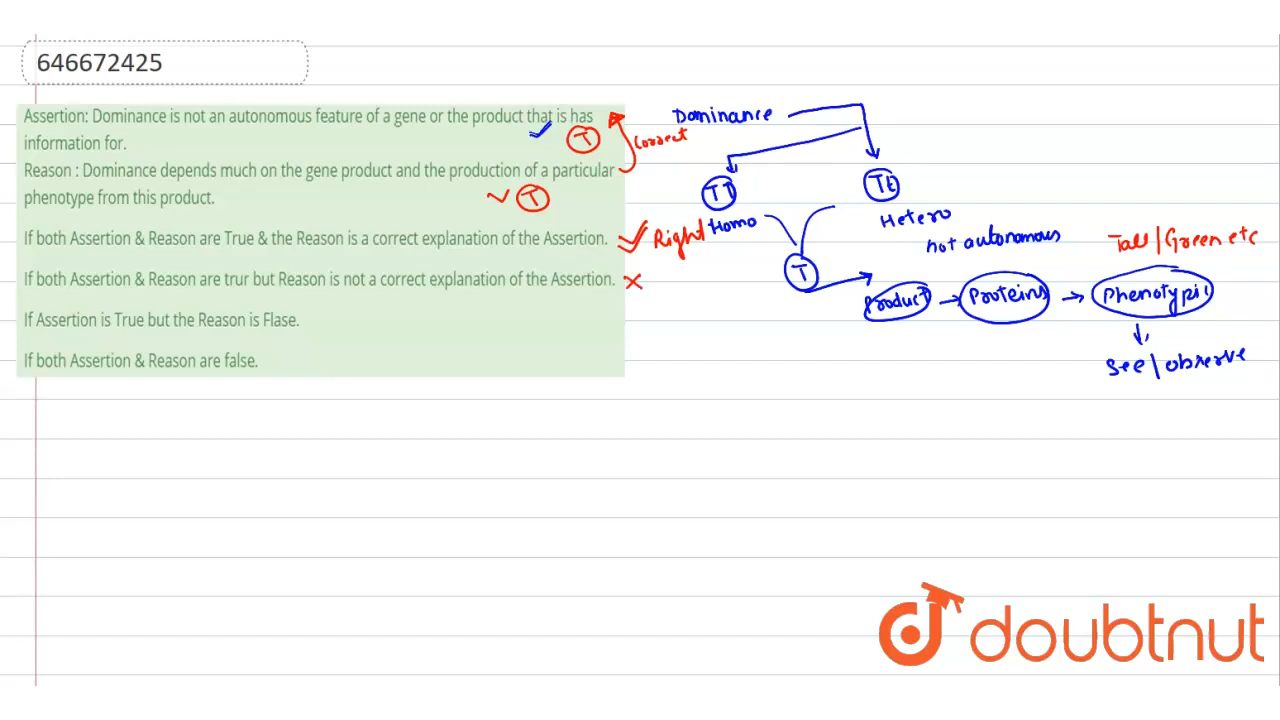 646672425
Assertion: Dominance is not an autonomous feature of a gene or the product that is has
information for.
T
Correct
Reason : Dominance depends much on the gene product and the production of a particular
phenotype from this product.
T
If both Assertion & Reason are True & the Reason is a correct explanation of the Assertion.
Right
If both Assertion & Reason are trur but Reason is not a correct explanation of the Assertion.
If Assertion is True but the Reason is Flase.
If both Assertion & Reason are false.
Dominance
TT
Tt
Homo
Hetero
not autonomous
Tall/Green etc
T
Product
Proteins
Phenotypic
See/observe
doubtnut